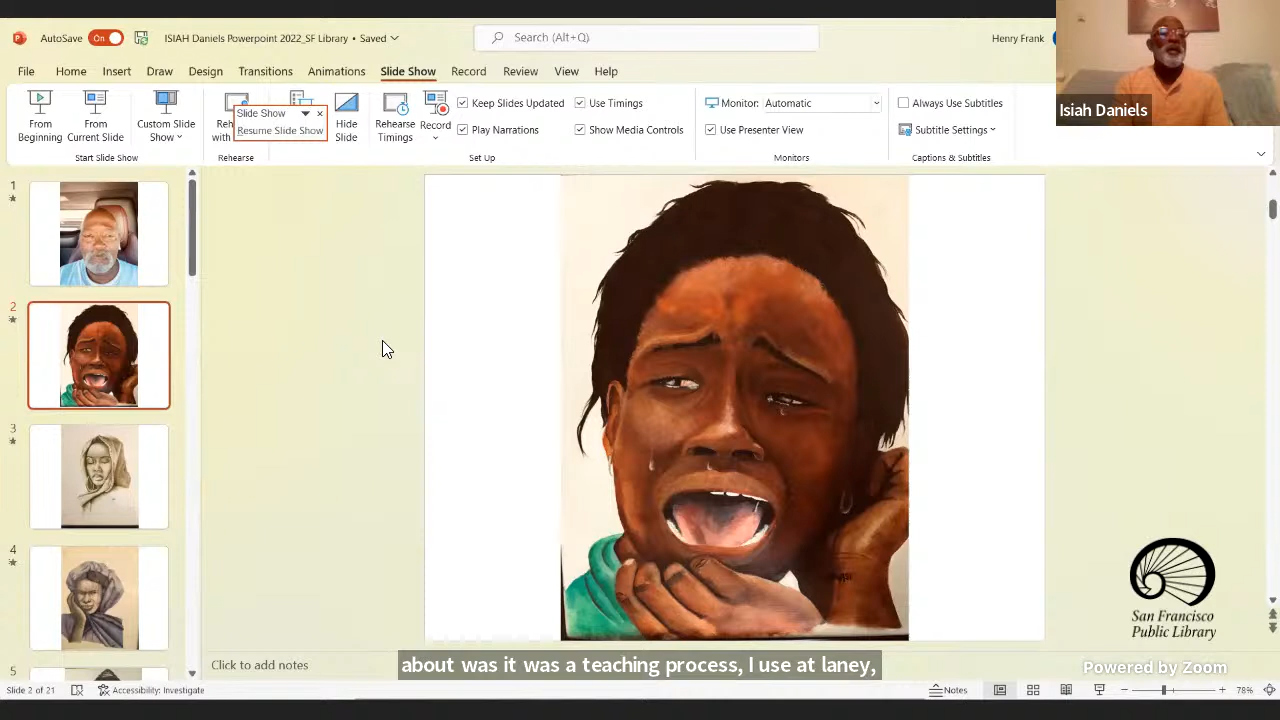 AutoSave On ISIAH Daniels Powerpoint 2022_SF Library • Saved Search (Alt+Q) Henry Frank
File Home Insert Draw Design Transitions Animations Slide Show Record Review View Help
From Beginning
From Current Slide
Custom Slide Show
Start Slide Show
Slide Show
Resume Slide Show
Rehearse
Hide Slide
Rehearse Timings
Record
Keep Slides Updated
Use Timings
Play Narrations
Show Media Controls
Set Up
Monitor: Automatic
Use Presenter View
Monitors
Always Use Subtitles
Subtitle Settings
Captions & Subtitles
Isiah Daniels
1
2
3
4
5
San Francisco
Public Library
Click to add notes
about was it was a teaching process, I use at laney,
Powered by Zoom
Slide 2 of 21 Accessibility: Investigate Notes 78%